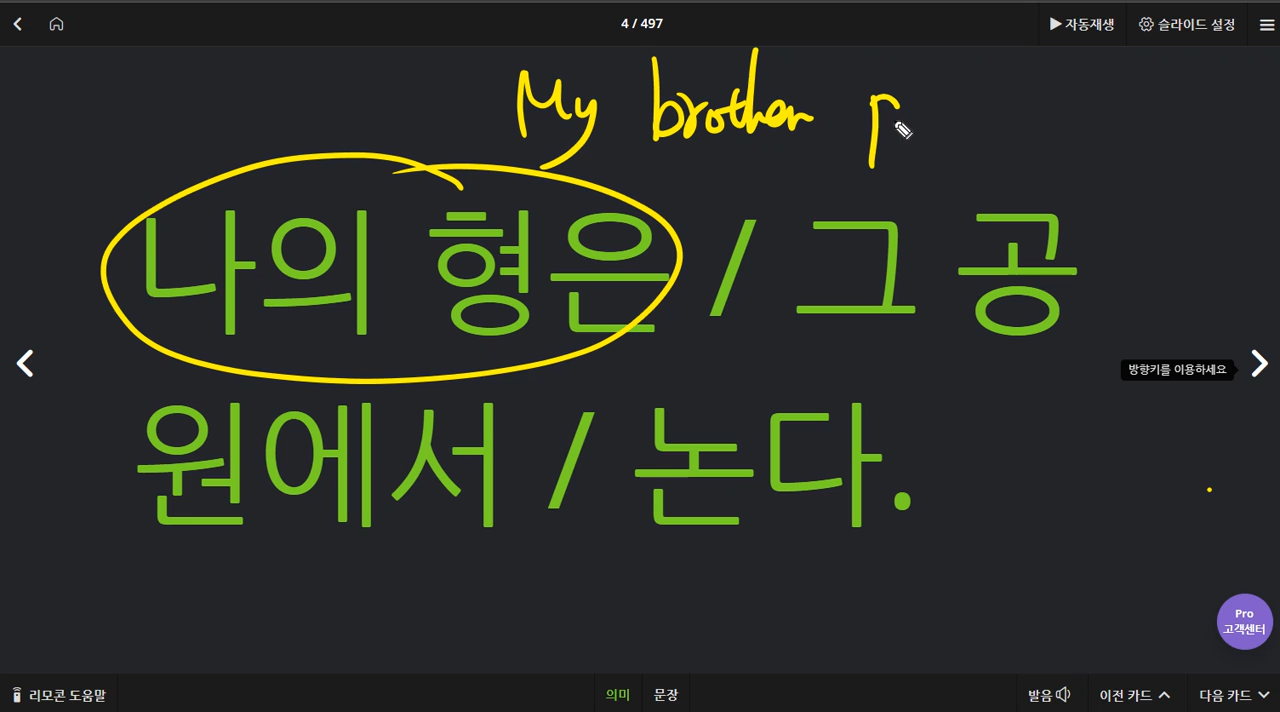 4 / 497
자동재생
슬라이드 설정
My brother p
나의 형은 / 그 공
원에서 / 논다.
방향키를 이용하세요
Pro
고객센터
리모콘 도움말
의미
문장
발음
이전 카드
다음 카드